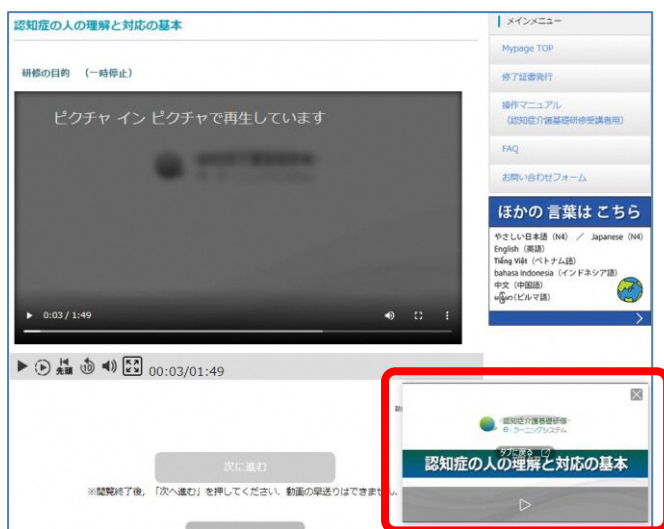 認知症の人の理解と対応の基本
研修の目的 (一時停止)
ピクチャ イン ピクチャで再生しています
0:03 / 1:49
先頭
10
00:03/01:49
次に進む
※閲覧終了後，「次へ進む」を押してください．動画の早送りはできません．
メインメニュー
Mypage TOP
修了証書発行
操作マニュアル
(認知症介護基礎研修受講者用)
FAQ
お問い合わせフォーム
ほかの 言葉は こちら
やさしい日本語 (N4) ／ Japanese (N4)
English (英語)
Tiếng Việt (ベトナム語)
bahasa Indonesia (インドネシア語)
中文 (中国語)
မြန်မာ (ビルマ語)
認知症介護基礎研修
e-ラーニングシステム
タブに戻る
認知症の人の理解と対応の基本